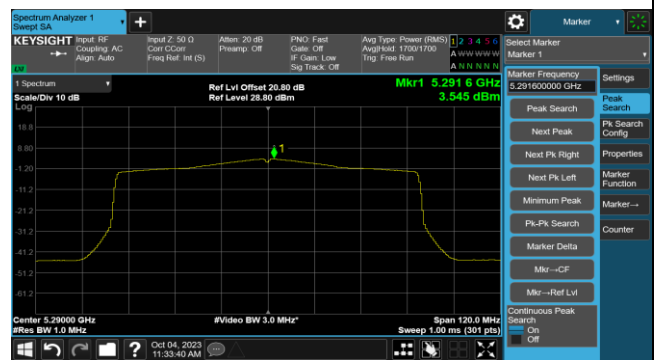 Spectrum Analyzer 1
Swept SA
Marker
KEYSIGHT
Input: RF
Coupling: AC
Align: Auto
Input Z: 50 Ω
Corr CCorr
Freq Ref: Int (S)
Atten: 20 dB
Preamp: Off
PNO: Fast
Gate: Off
IF Gain: Low
Sig Track: Off
Avg Type: Power (RMS)
Avg|Hold: 1700/1700
Trig: Free Run
1 2 3 4 5 6
A W W W W W
A N N N N N
Select Marker
Marker 1
1 Spectrum
Scale/Div 10 dB
Log
Ref Lvl Offset 20.80 dB
Ref Level 28.80 dBm
Mkr1 5.291 6 GHz
3.545 dBm
18.8
8.80
-1.20
-11.2
-21.2
-31.2
-41.2
-51.2
-61.2
1
Center 5.29000 GHz
#Res BW 1.0 MHz
#Video BW 3.0 MHz*
Span 120.0 MHz
Sweep 1.00 ms (301 pts)
Marker Frequency
5.291600000 GHz
Peak Search
Next Peak
Next Pk Right
Next Pk Left
Minimum Peak
Pk-Pk Search
Marker Delta
Mkr→CF
Mkr→Ref Lvl
Continuous Peak
Search
On
Off
Settings
Peak
Search
Pk Search
Config
Properties
Marker
Function
Marker→
Counter
Oct 04, 2023
11:33:40 AM